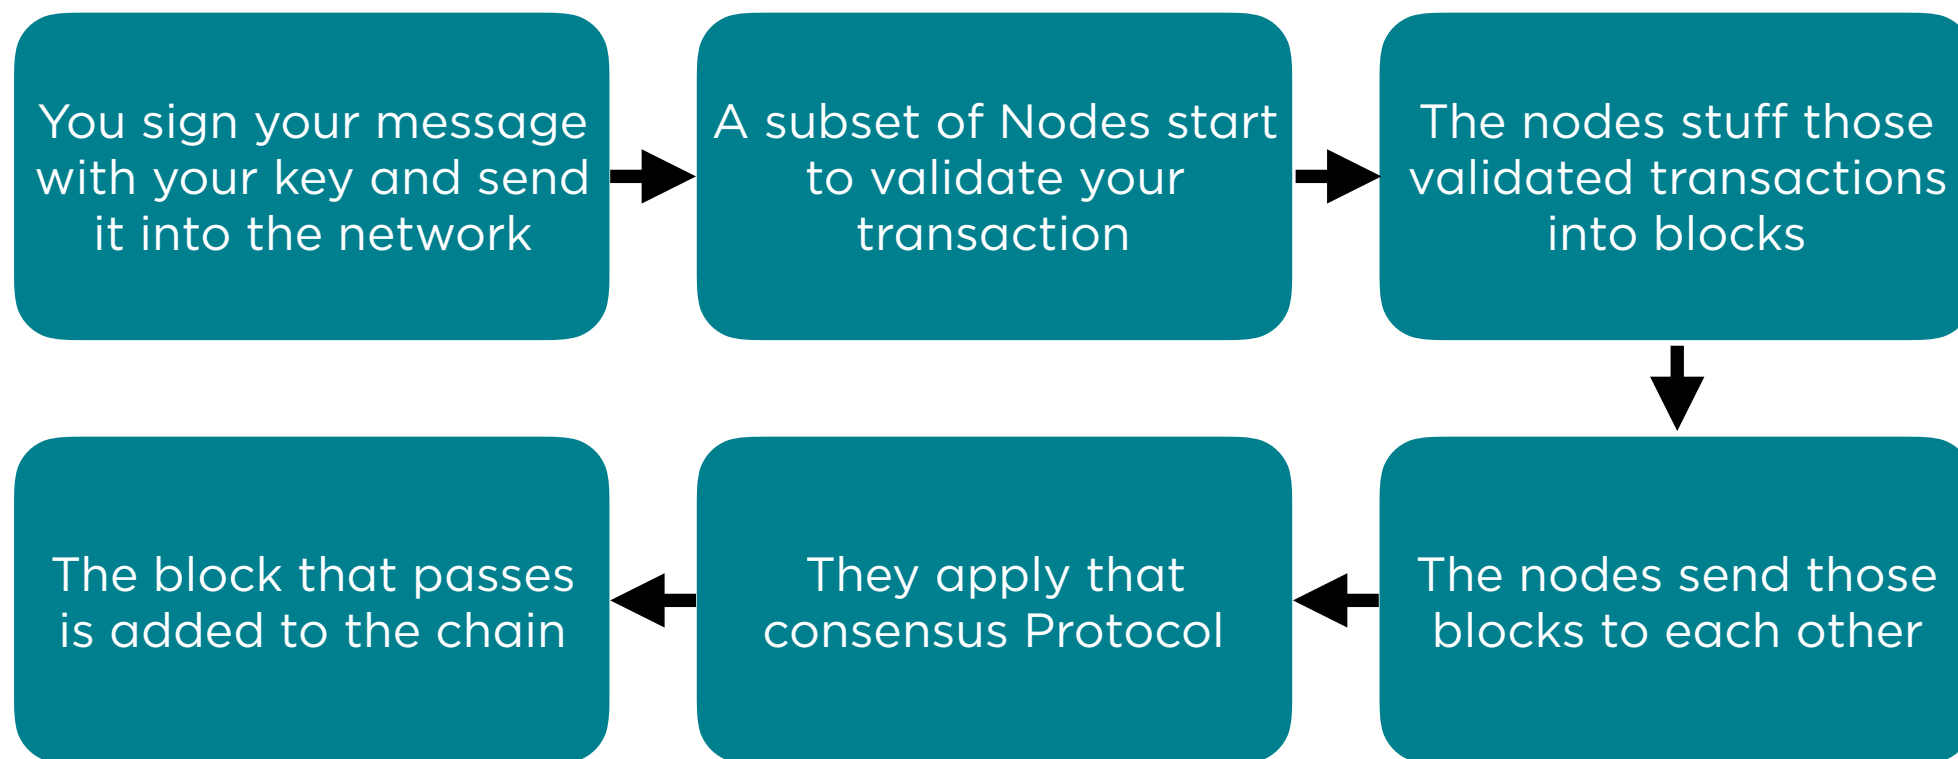 You sign your message
with your key and send
it into the network
A subset of Nodes start
to validate your
transaction
The nodes stuff those
validated transactions
into blocks
The nodes send those
blocks to each other
They apply that
consensus Protocol
The block that passes
is added to the chain